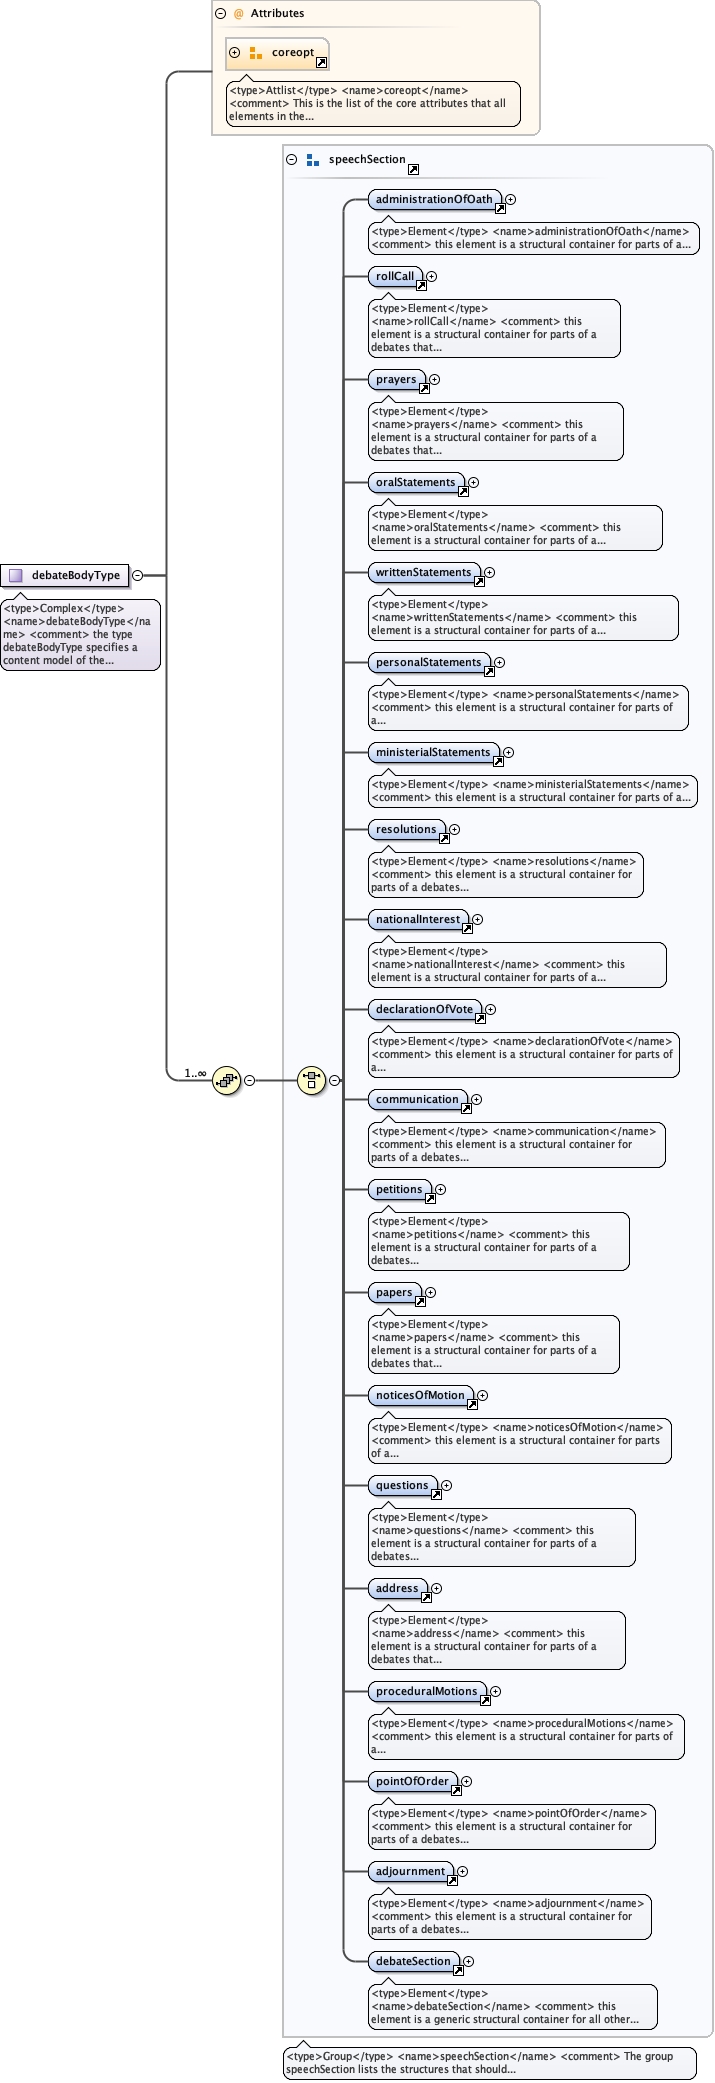 Attributes
coreopt
<type>Attlist</type> <name>coreopt</name>
<comment> This is the list of the core attributes that all
elements in the...
speechSection
administrationOfOath
<type>Element</type> <name>administrationOfOath</name>
<comment> this element is a structural container for parts of a...
rollCall
<type>Element</type>
<name>rollCall</name> <comment> this
element is a structural container for parts of a
debates that...
prayers
<type>Element</type>
<name>prayers</name> <comment> this
element is a structural container for parts of a
debates that...
oralStatements
<type>Element</type>
<name>oralStatements</name> <comment> this
element is a structural container for parts of a...
debateBodyType
<type>Complex</type>
<name>debateBodyType</na
me> <comment> the type
debateBodyType specifies a
content model of the...
writtenStatements
<type>Element</type>
<name>writtenStatements</name> <comment> this
element is a structural container for parts of a...
personalStatements
<type>Element</type> <name>personalStatements</name>
<comment> this element is a structural container for parts of
a...
ministerialStatements
<type>Element</type> <name>ministerialStatements</name>
<comment> this element is a structural container for parts of a...
resolutions
<type>Element</type> <name>resolutions</name>
<comment> this element is a structural container for
parts of a debates...
nationalInterest
<type>Element</type>
<name>nationalInterest</name> <comment> this
element is a structural container for parts of a...
declarationOfVote
<type>Element</type> <name>declarationOfVote</name>
<comment> this element is a structural container for parts of
a...
1..∞
communication
<type>Element</type> <name>communication</name>
<comment> this element is a structural container for
parts of a debates...
petitions
<type>Element</type>
<name>petitions</name> <comment> this
element is a structural container for parts of a
debates...
papers
<type>Element</type>
<name>papers</name> <comment> this
element is a structural container for parts of a
debates that...
noticesOfMotion
<type>Element</type> <name>noticesOfMotion</name>
<comment> this element is a structural container for parts
of a...
questions
<type>Element</type>
<name>questions</name> <comment> this
element is a structural container for parts of a
debates...
address
<type>Element</type>
<name>address</name> <comment> this
element is a structural container for parts of a
debates that...
proceduralMotions
<type>Element</type> <name>proceduralMotions</name>
<comment> this element is a structural container for parts of
a...
pointOfOrder
<type>Element</type> <name>pointOfOrder</name>
<comment> this element is a structural container for
parts of a debates...
adjournment
<type>Element</type> <name>adjournment</name>
<comment> this element is a structural container for
parts of a debates...
debateSection
<type>Element</type>
<name>debateSection</name> <comment> this
element is a generic structural container for all other...
<type>Group</type> <name>speechSection</name> <comment> The group
speechSection lists the structures that should...